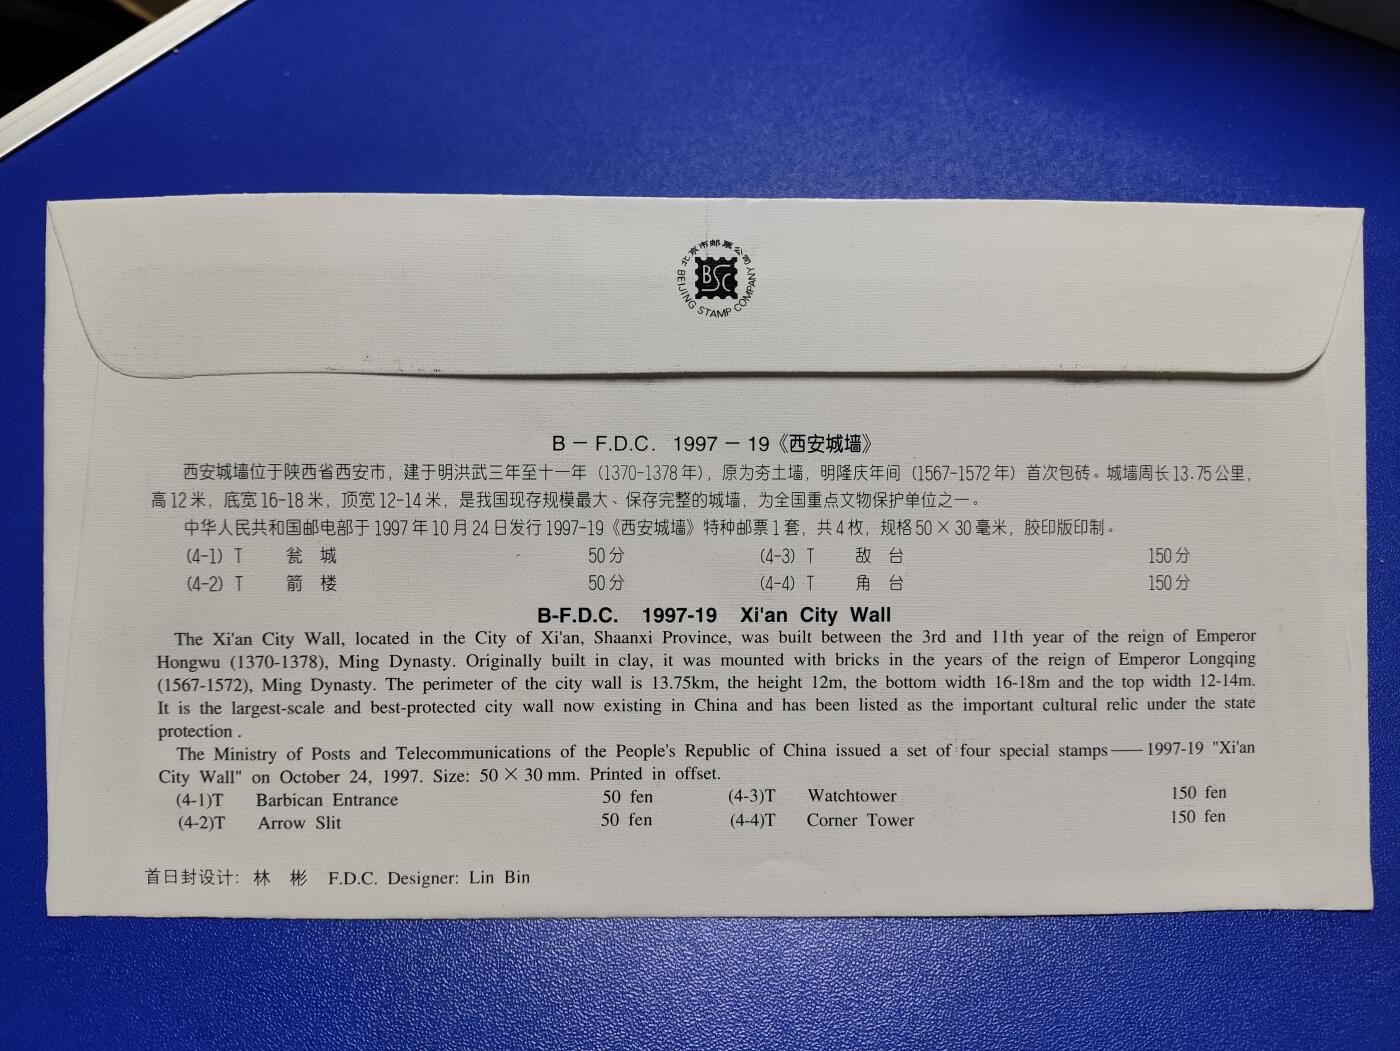 北京市邮票公司
BSC
BEIJING STAMP COMPANY
B — F.D.C. 1997 — 19《西安城墙》
西安城墙位于陕西省西安市，建于明洪武三年至十一年（1370-1378年），原为夯土墙，明隆庆年间（1567-1572年）首次包砖。城墙周长13.75公里，
高12米，底宽16-18米，顶宽12-14米，是我国现存规模最大、保存完整的城墙，为全国重点文物保护单位之一。
中华人民共和国邮电部于1997年10月24日发行1997-19《西安城墙》特种邮票1套，共4枚，规格50×30毫米，胶印版印制。
(4-1) T 瓮 城 50分 (4-3) T 敌 台 150分
(4-2) T 箭 楼 50分 (4-4) T 角 台 150分
B-F.D.C. 1997-19 Xi'an City Wall
The Xi'an City Wall, located in the City of Xi'an, Shaanxi Province, was built between the 3rd and 11th year of the reign of Emperor
Hongwu (1370-1378), Ming Dynasty. Originally built in clay, it was mounted with bricks in the years of the reign of Emperor Longqing
(1567-1572), Ming Dynasty. The perimeter of the city wall is 13.75km, the height 12m, the bottom width 16-18m and the top width 12-14m.
It is the largest-scale and best-protected city wall now existing in China and has been listed as the important cultural relic under the state
protection .
The Ministry of Posts and Telecommunications of the People's Republic of China issued a set of four special stamps —— 1997-19 "Xi'an
City Wall" on October 24, 1997. Size: 50×30 mm. Printed in offset.
(4-1)T Barbican Entrance 50 fen (4-3)T Watchtower 150 fen
(4-2)T Arrow Slit 50 fen (4-4)T Corner Tower 150 fen
首日封设计：林 彬 F.D.C. Designer: Lin Bin